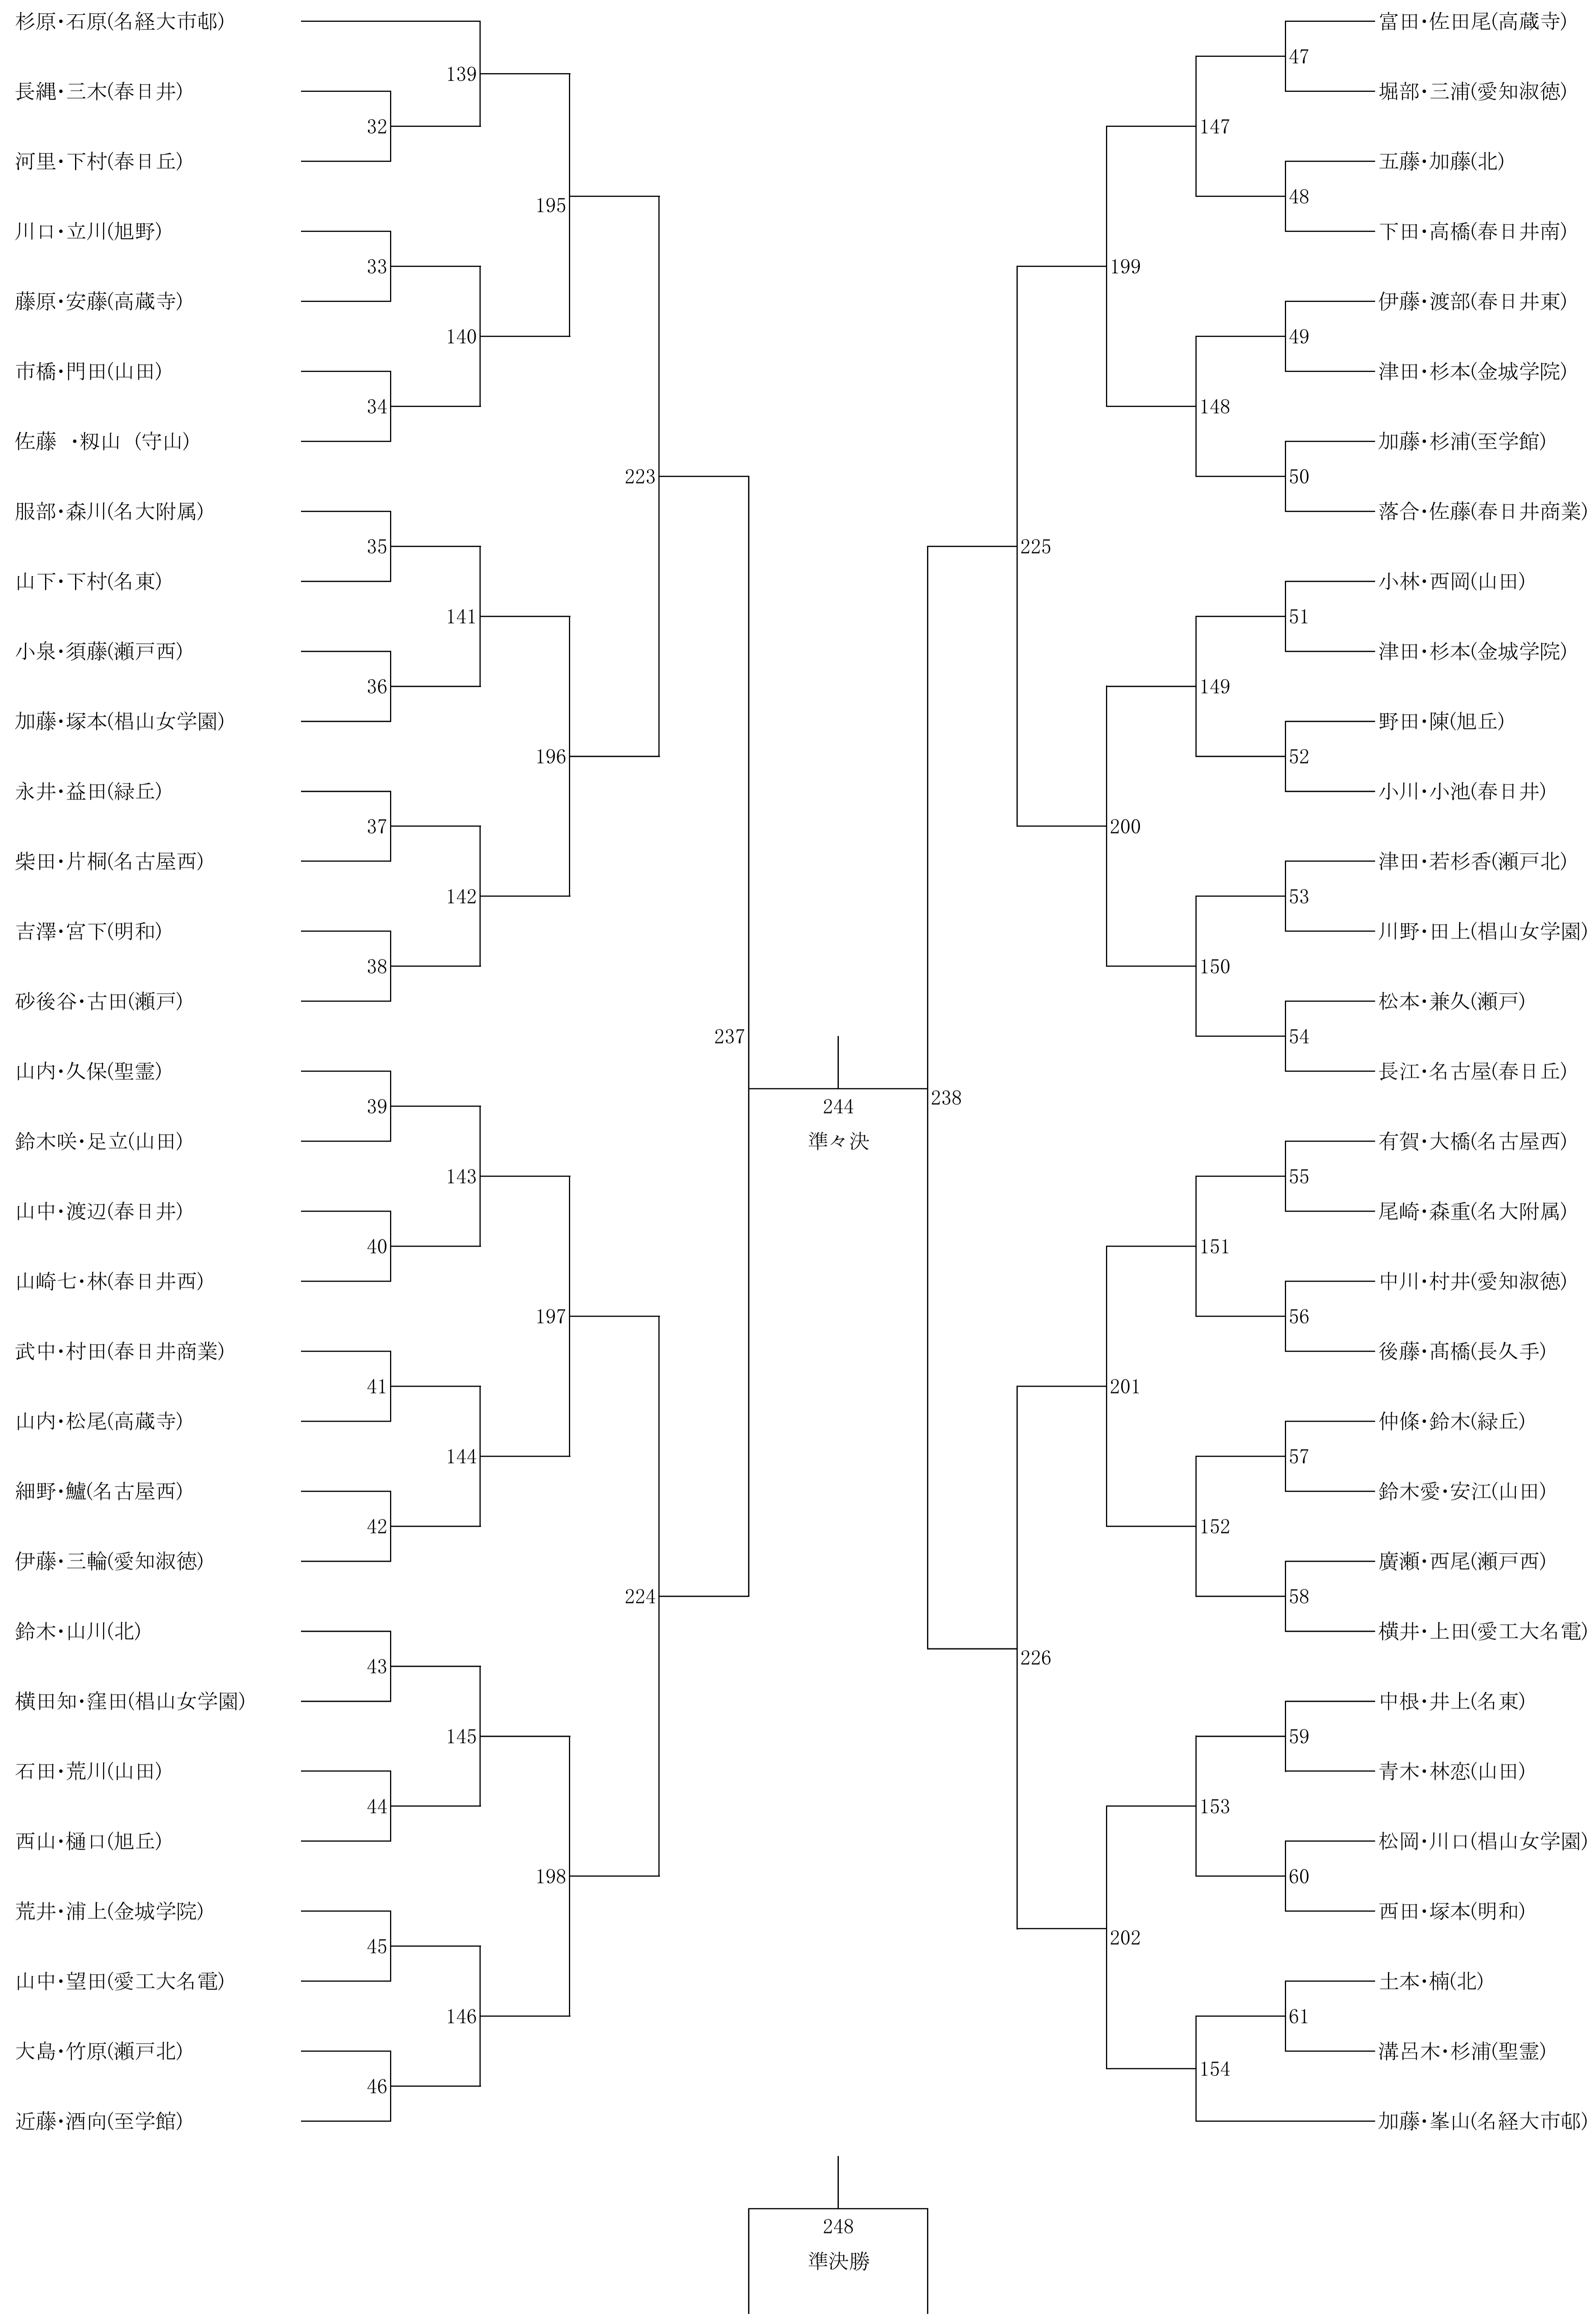 杉原・石原(名経大市邨)
長縄・三木(春日井)
河里・下村(春日丘)
川口・立川(旭野)
藤原・安藤(高蔵寺)
市橋・門田(山田)
佐藤 ・籾山 (守山)
服部・森川(名大附属)
山下・下村(名東)
小泉・須藤(瀬戸西)
加藤・塚本(椙山女学園)
永井・益田(緑丘)
柴田・片桐(名古屋西)
吉澤・宮下(明和)
砂後谷・古田(瀬戸)
山内・久保(聖霊)
鈴木咲・足立(山田)
山中・渡辺(春日井)
山崎七・林(春日井西)
武中・村田(春日井商業)
山内・松尾(高蔵寺)
細野・鱸(名古屋西)
伊藤・三輪(愛知淑徳)
鈴木・山川(北)
横田知・窪田(椙山女学園)
石田・荒川(山田)
西山・樋口(旭丘)
荒井・浦上(金城学院)
山中・望田(愛工大名電)
大島・竹原(瀬戸北)
近藤・酒向(至学館)
32
33
34
35
36
37
38
39
40
41
42
43
44
45
46
139
140
141
142
143
144
145
146
195
196
197
198
223
224
237
244
準々決
248
準決勝
238
225
226
199
200
201
202
147
148
149
150
151
152
153
154
47
48
49
50
51
52
53
54
55
56
57
58
59
60
61
富田・佐田尾(高蔵寺)
堀部・三浦(愛知淑徳)
五藤・加藤(北)
下田・高橋(春日井南)
伊藤・渡部(春日井東)
津田・杉本(金城学院)
加藤・杉浦(至学館)
落合・佐藤(春日井商業)
小林・西岡(山田)
津田・杉本(金城学院)
野田・陳(旭丘)
小川・小池(春日井)
津田・若杉香(瀬戸北)
川野・田上(椙山女学園)
松本・兼久(瀬戸)
長江・名古屋(春日丘)
有賀・大橋(名古屋西)
尾崎・森重(名大附属)
中川・村井(愛知淑徳)
後藤・髙橋(長久手)
仲條・鈴木(緑丘)
鈴木愛・安江(山田)
廣瀬・西尾(瀬戸西)
横井・上田(愛工大名電)
中根・井上(名東)
青木・林恋(山田)
松岡・川口(椙山女学園)
西田・塚本(明和)
土本・楠(北)
溝呂木・杉浦(聖霊)
加藤・峯山(名経大市邨)